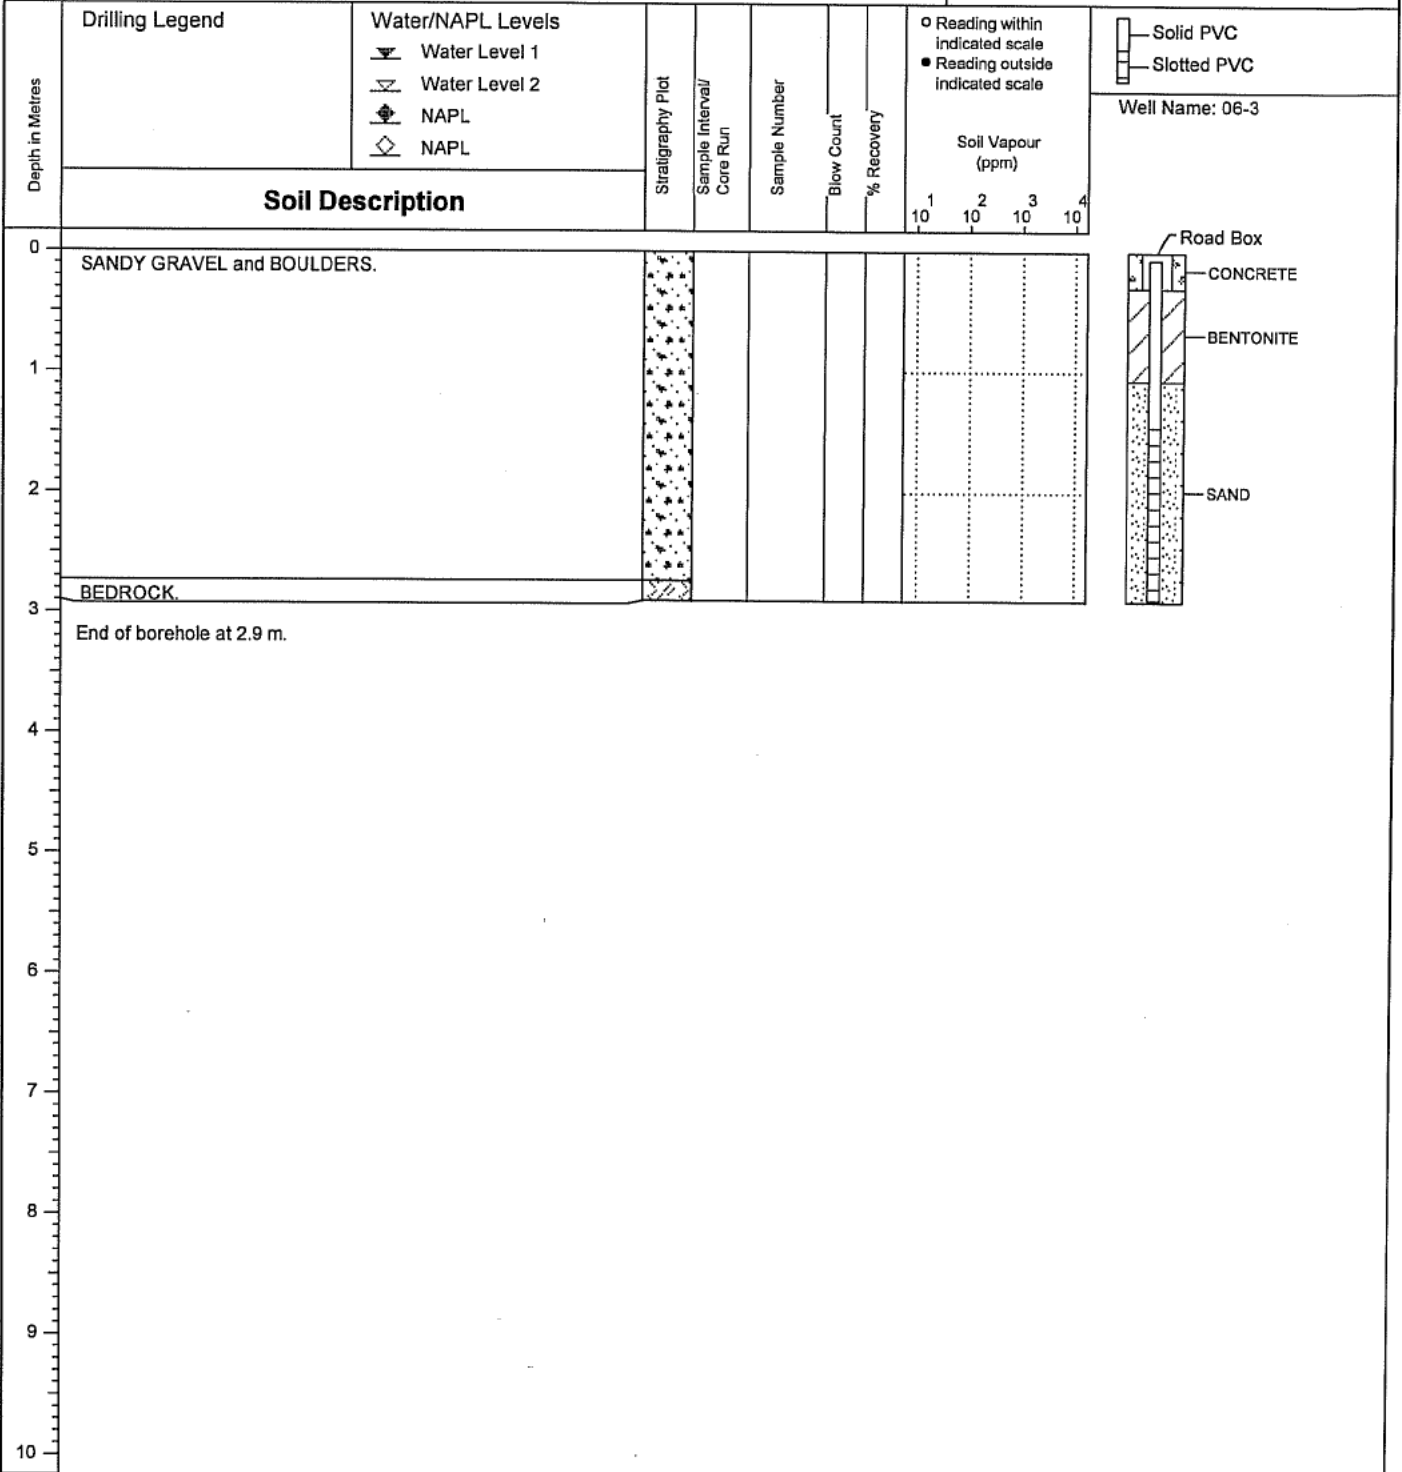 Drilling Legend
Water/NAPL Levels
Water Level 1
Water Level 2
NAPL
NAPL
Depth in Metres
Soil Description
Stratigraphy Plot
Sample Interval/
Core Run
Sample Number
Blow Count
% Recovery
Reading within
indicated scale
Reading outside
indicated scale
Soil Vapour
(ppm)
10^1 10^2 10^3 10^4
Solid PVC
Slotted PVC
Well Name: 06-3
0
SANDY GRAVEL and BOULDERS.
Road Box
CONCRETE
BENTONITE
1
2
SAND
BEDROCK.
3
End of borehole at 2.9 m.
4
5
6
7
8
9
10